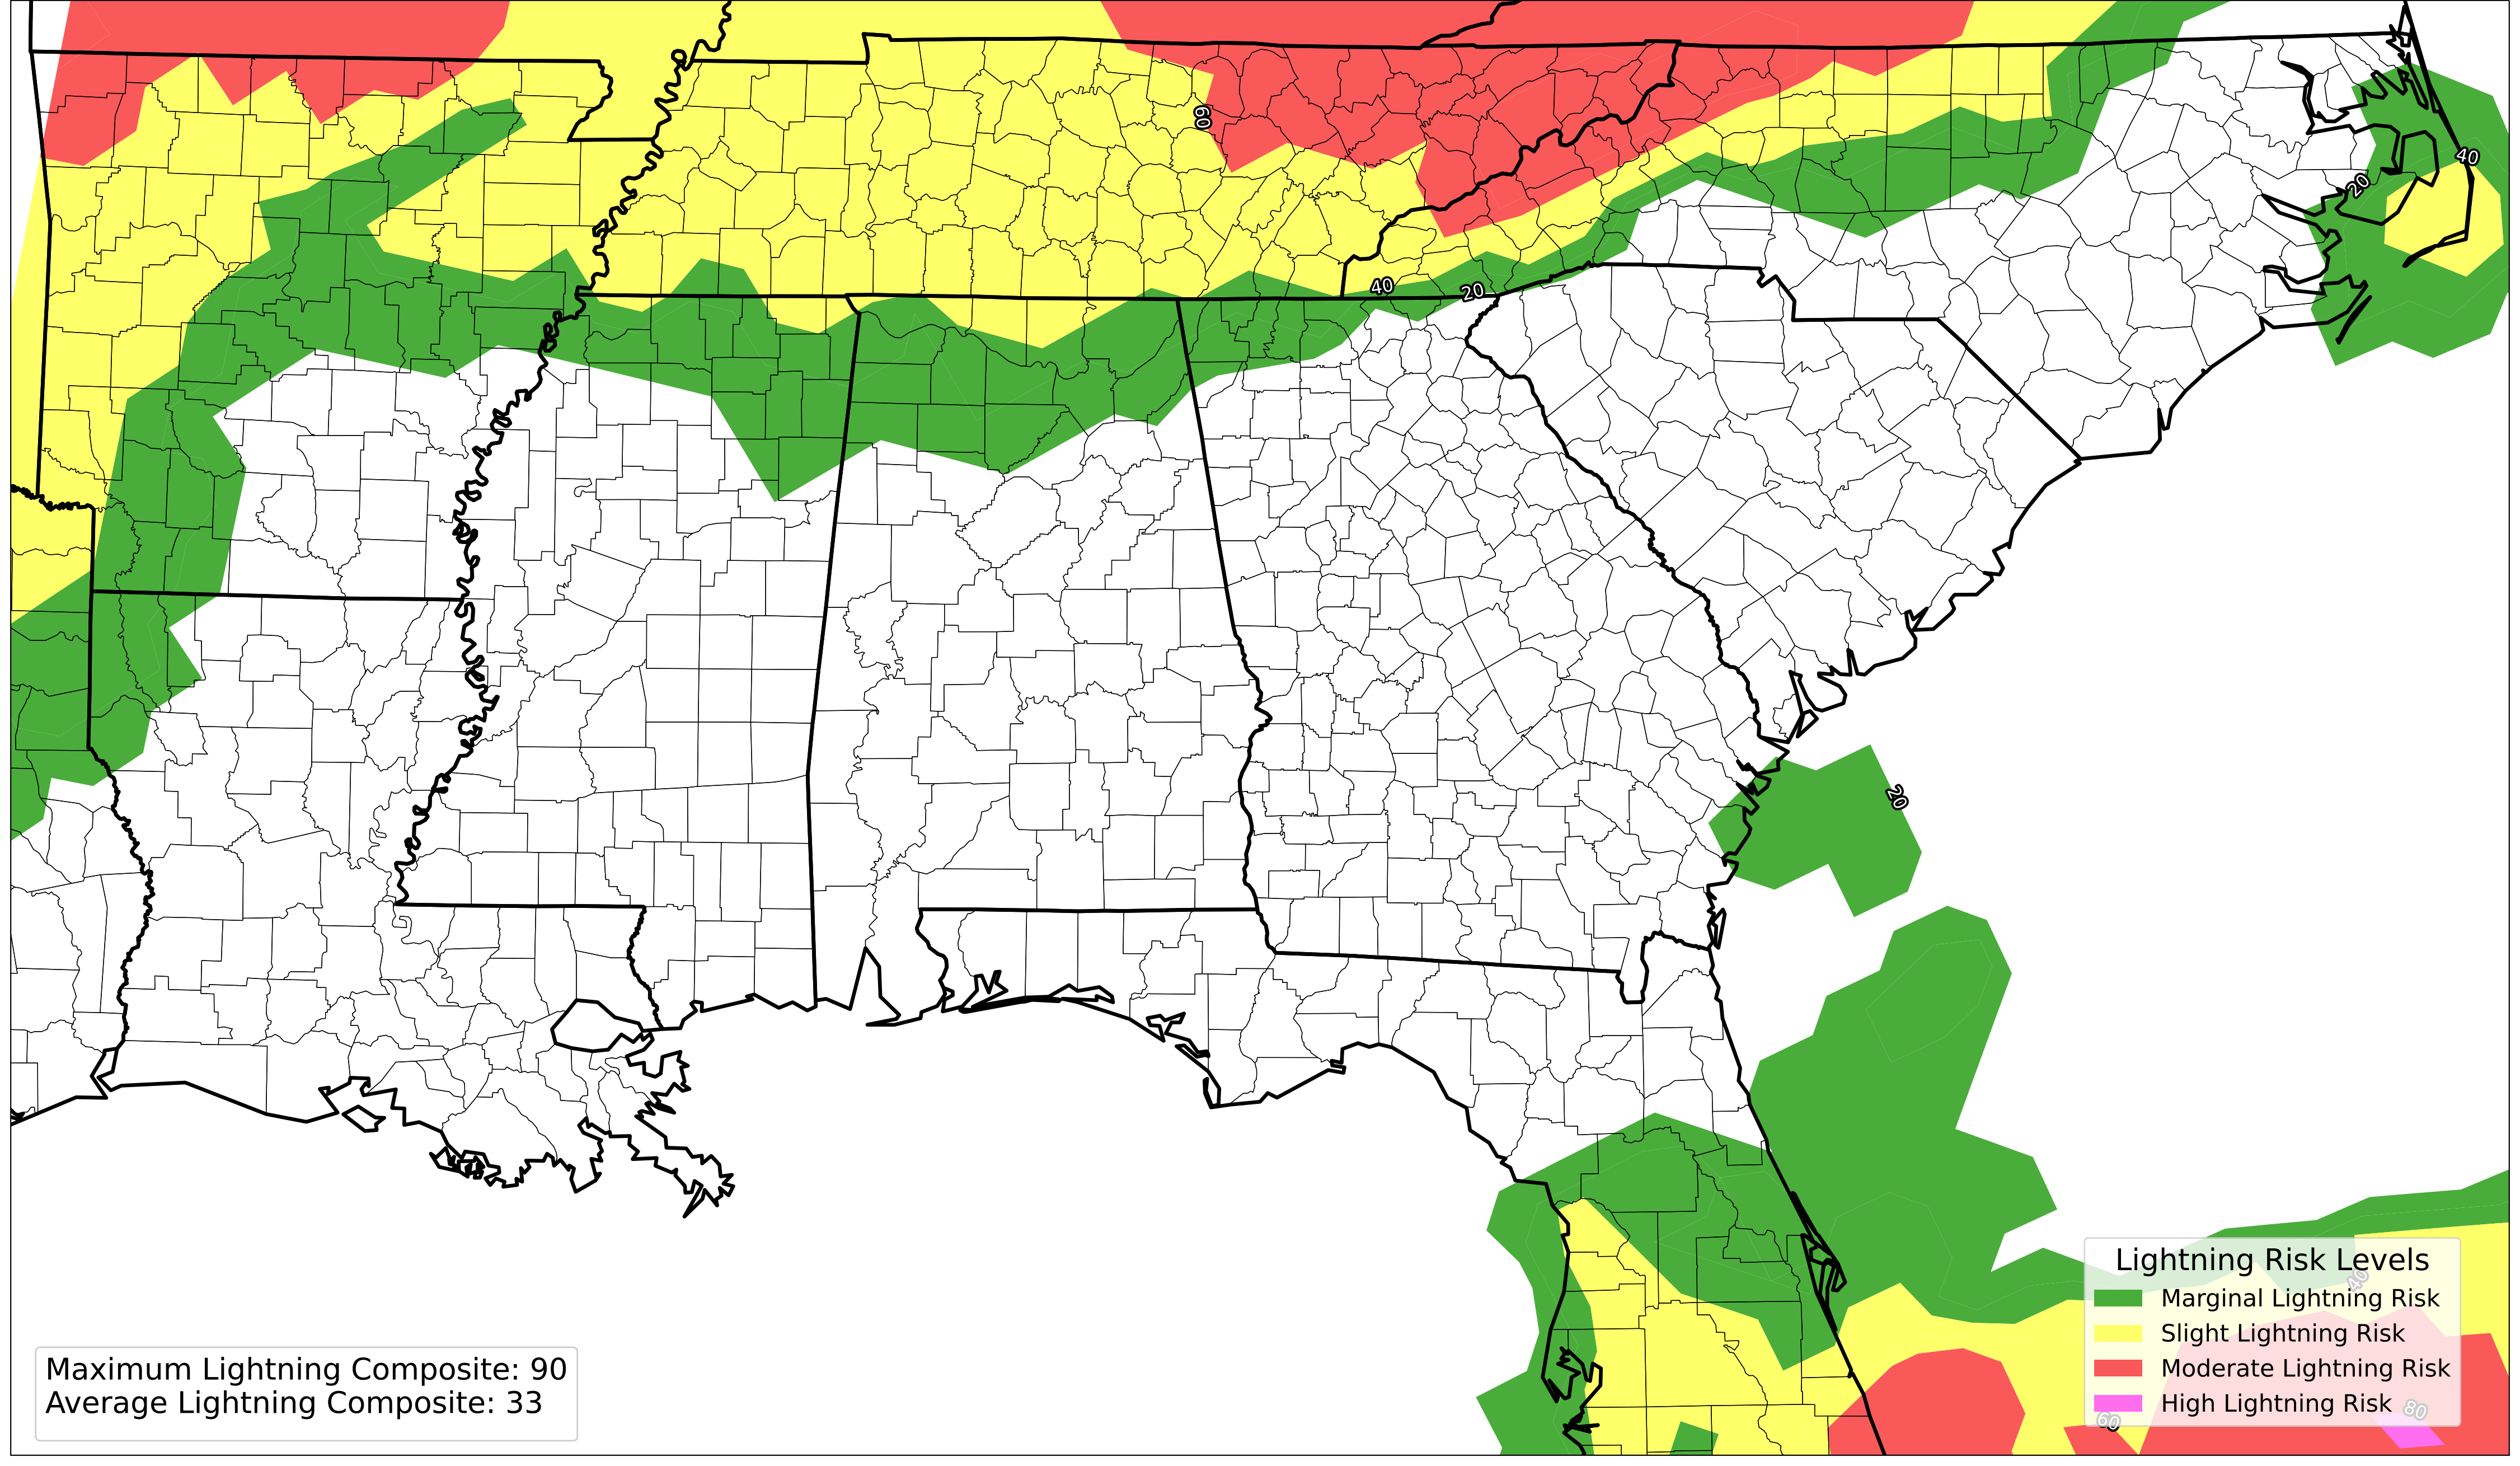 60
40
20
40
20
20
Lightning Risk Levels
40
Marginal Lightning Risk
Slight Lightning Risk
Moderate Lightning Risk
High Lightning Risk
60
80
Maximum Lightning Composite: 90
Average Lightning Composite: 33